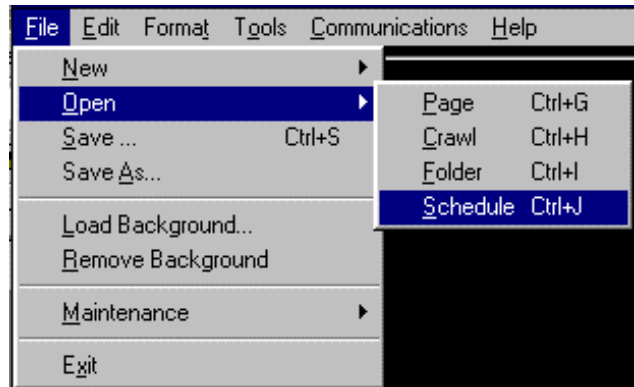 File Edit Format Tools Communications Help
New
Open
Page Ctrl+G
Save ... Ctrl+S
Crawl Ctrl+H
Save As...
Folder Ctrl+I
Schedule Ctrl+J
Load Background...
Remove Background
Maintenance
Exit